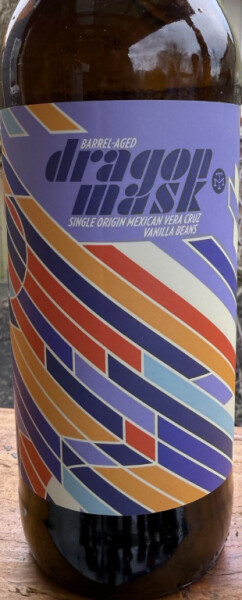 BARREL-AGED
dragon
mask
SINGLE ORIGIN MEXICAN VERA CRUZ
VANILLA BEANS